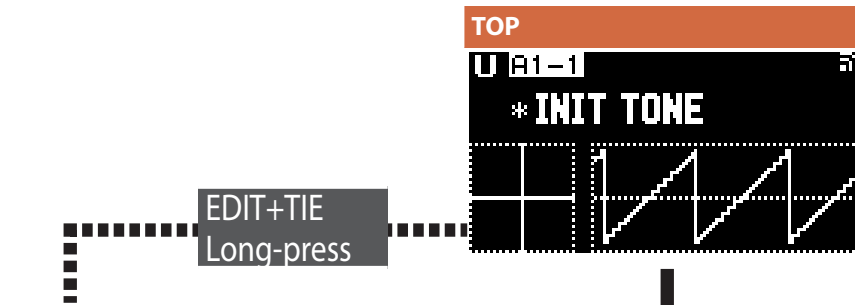 TOP
U A1-1
*INIT TONE
EDIT+TIE
Long-press